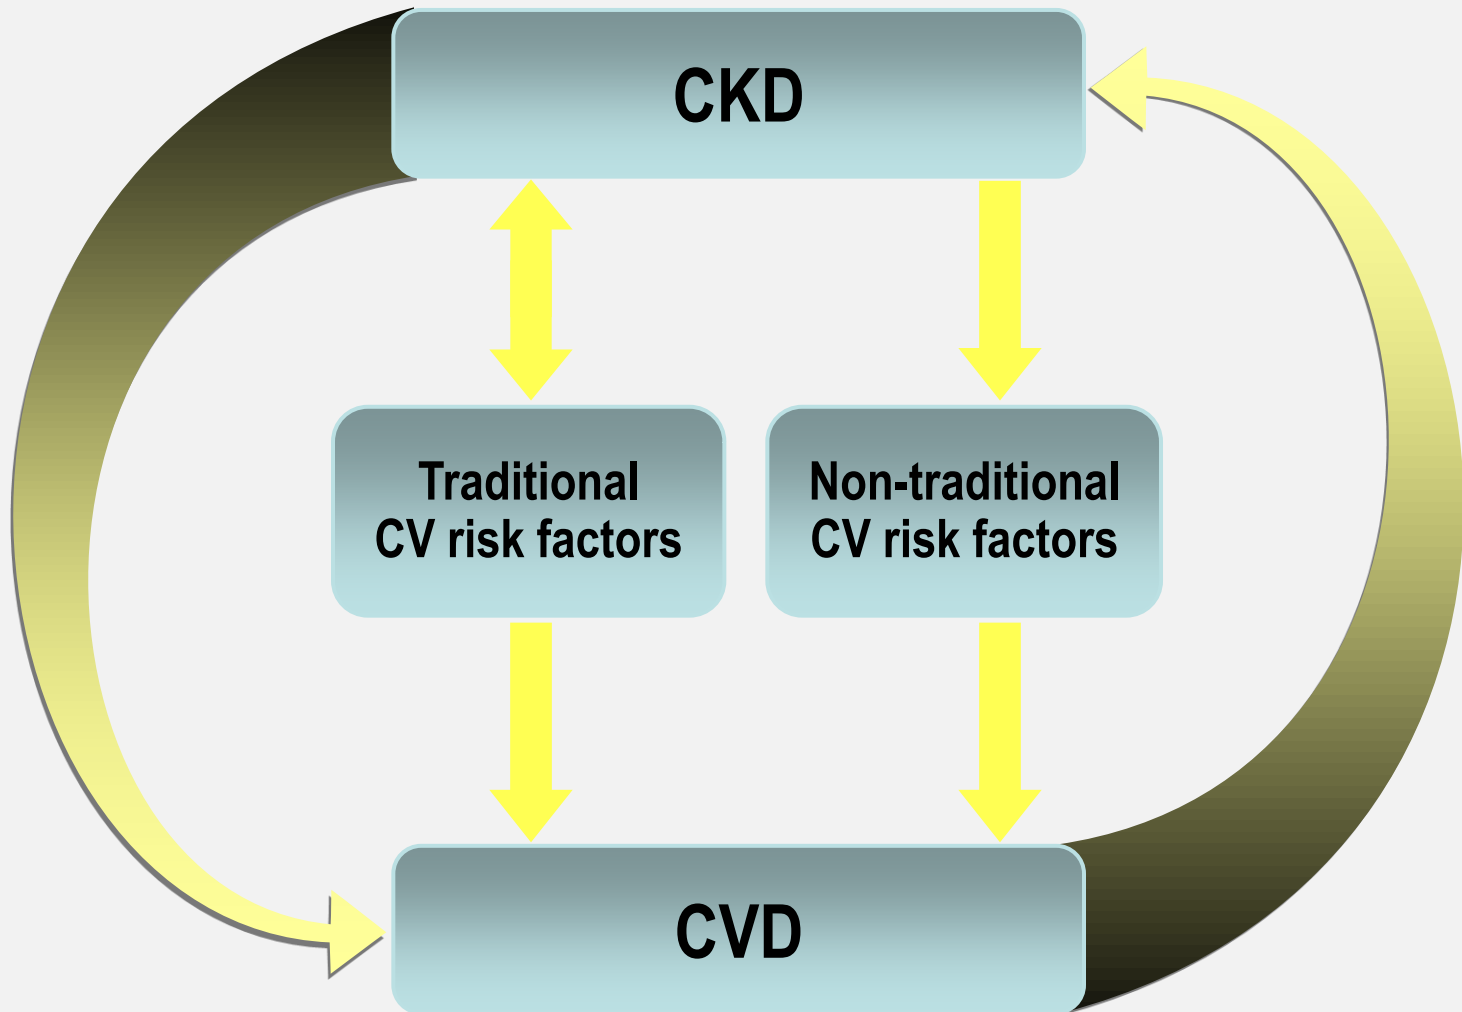 CKD
Traditional
CV risk factors
Non-traditional
CV risk factors
CVD